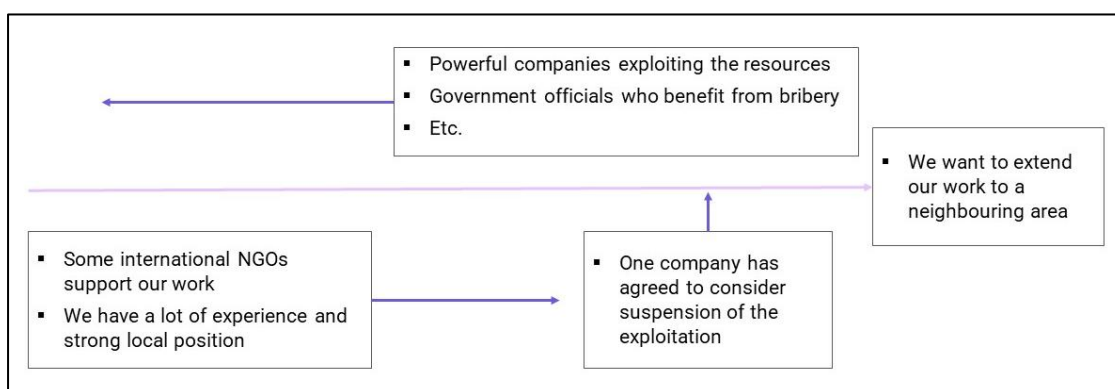 ▪ Powerful companies exploiting the resources
▪ Government officials who benefit from bribery
▪ Etc.
▪ We want to extend
our work to a
neighbouring area
▪ Some international NGOs
support our work
▪ We have a lot of experience and
strong local position
▪ One company has
agreed to consider
suspension of the
exploitation